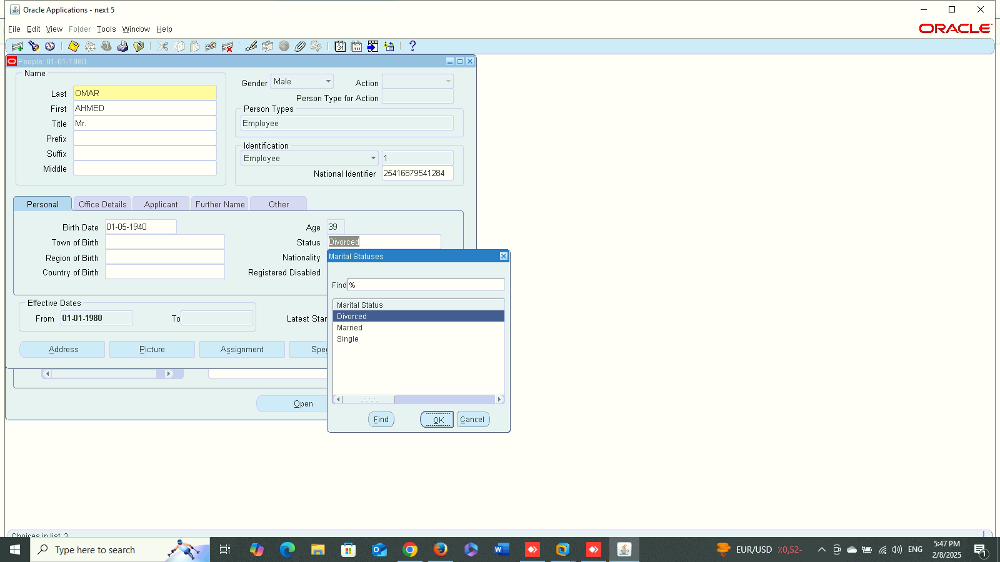 Oracle Applications - next 5
File Edit View Folder Tools Window Help
ORACLE
People: 01-01-1980
Name
Last OMAR
First AHMED
Title Mr.
Prefix
Suffix
Middle
Gender Male Action
Person Type for Action
Person Types
Employee
Identification
Employee 1
National Identifier 25416879541284
Personal Office Details Applicant Further Name Other
Birth Date 01-05-1940 Age 39
Town of Birth Status Divorced
Region of Birth Nationality
Country of Birth Registered Disabled
Effective Dates
From 01-01-1980 To Latest Star
Address Picture Assignment Spe
Open
Marital Statuses
Find %
Marital Status
Divorced
Married
Single
Find OK Cancel
Choices in list: 3
Type here to search
EUR/USD ٪0,52-
ENG
5:47 PM
2/8/2025
1